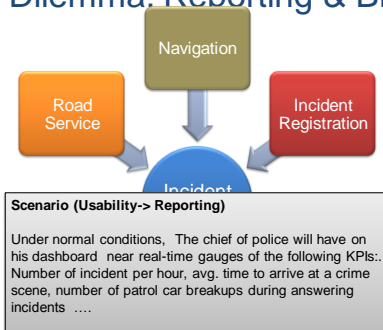 Dilemma: Reporting &
Navigation
Road
Service
Incident
Registration
Incident
Scenario (Usability-> Reporting)
Under normal conditions, The chief of police will have on
his dashboard near real-time gauges of the following KPIs:.
Number of incident per hour, avg. time to arrive at a crime
scene, number of patrol car breakups during answering
incidents ….